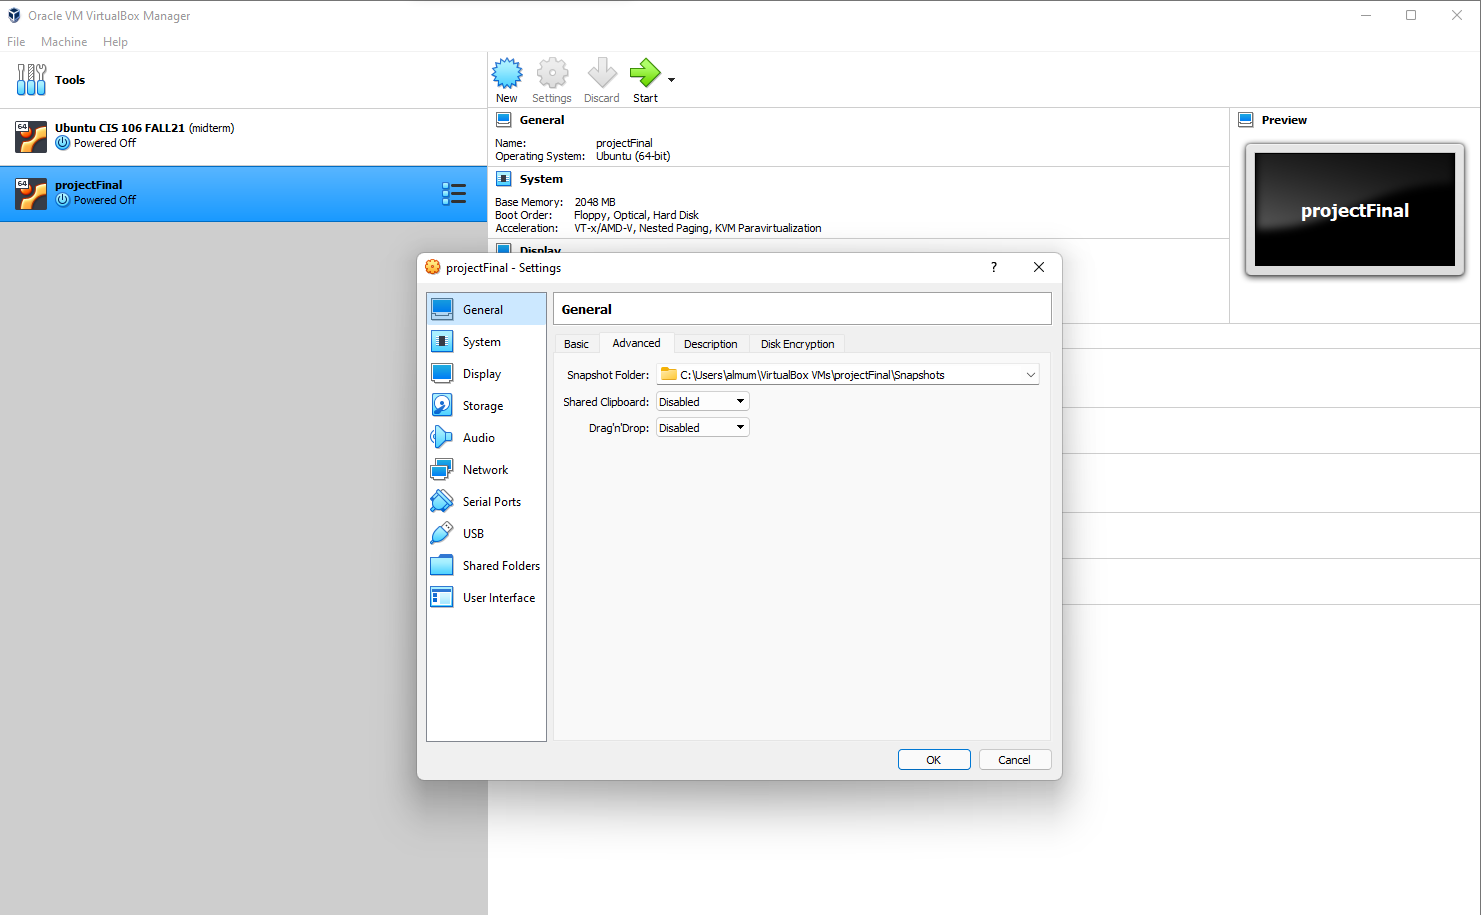 Oracle VM VirtualBox Manager
File Machine Help
Tools
New Settings Discard Start
64
Ubuntu CIS 106 FALL21 (midterm)
Powered Off
64
projectFinal
Powered Off
General
Name: projectFinal
Operating System: Ubuntu (64-bit)
System
Base Memory: 2048 MB
Boot Order: Floppy, Optical, Hard Disk
Acceleration: VT-x/AMD-V, Nested Paging, KVM Paravirtualization
Display
Preview
projectFinal
projectFinal - Settings
?
General
System
Display
Storage
Audio
Network
Serial Ports
USB
Shared Folders
User Interface
General
Basic Advanced Description Disk Encryption
Snapshot Folder: C:\Users\almum\VirtualBox VMs\projectFinal\Snapshots
Shared Clipboard: Disabled
Drag'n'Drop: Disabled
OK Cancel